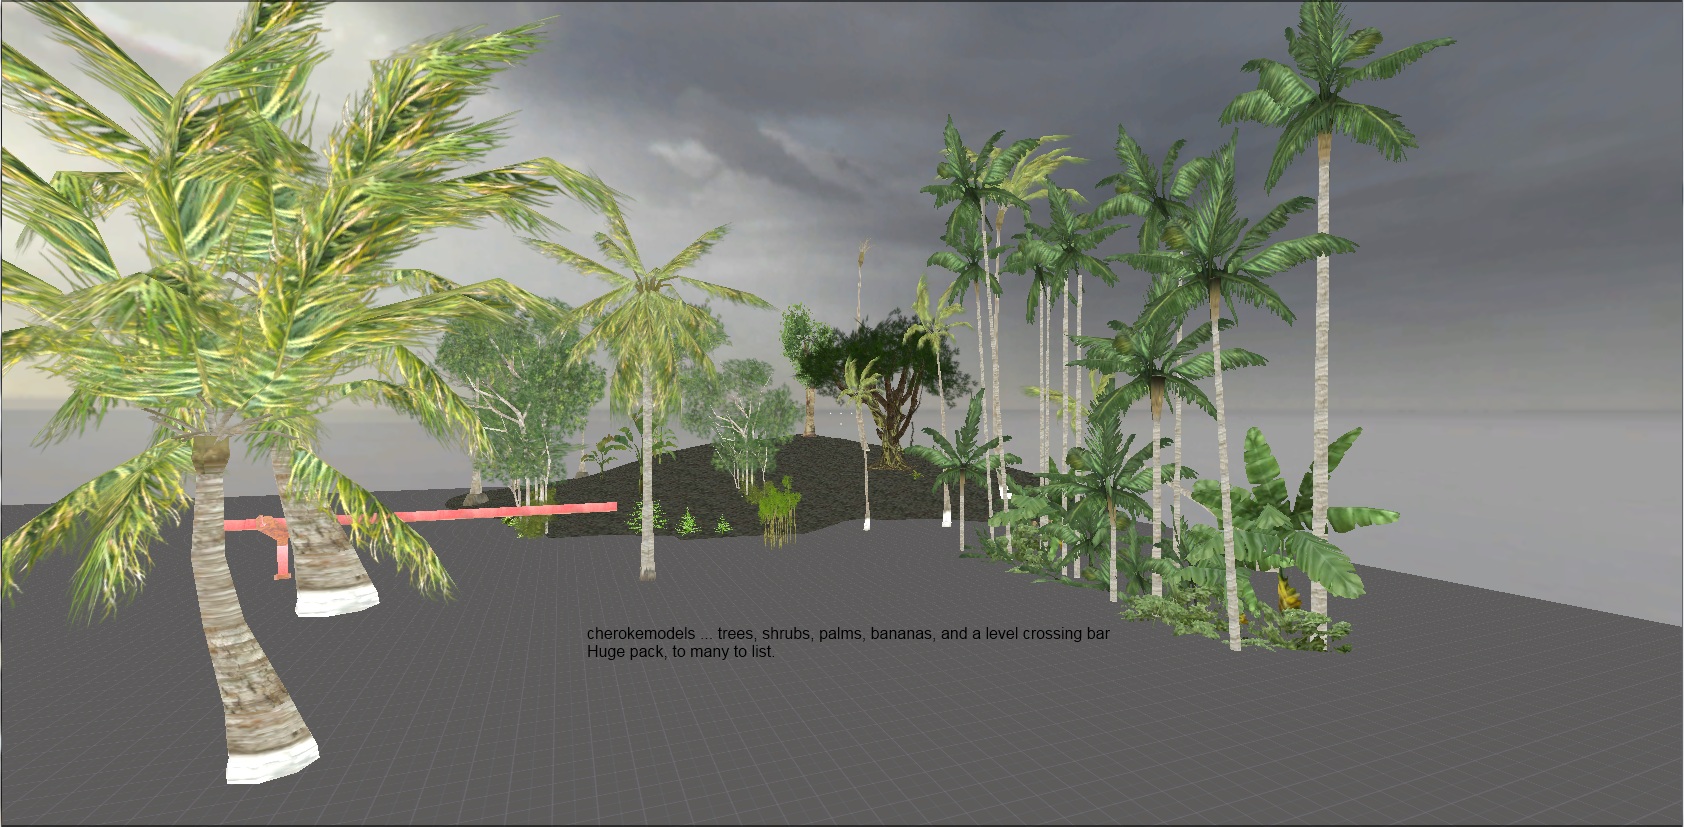 cherokemodels ... trees, shrubs, palms, bananas, and a level crossing bar
Huge pack, to many to list.